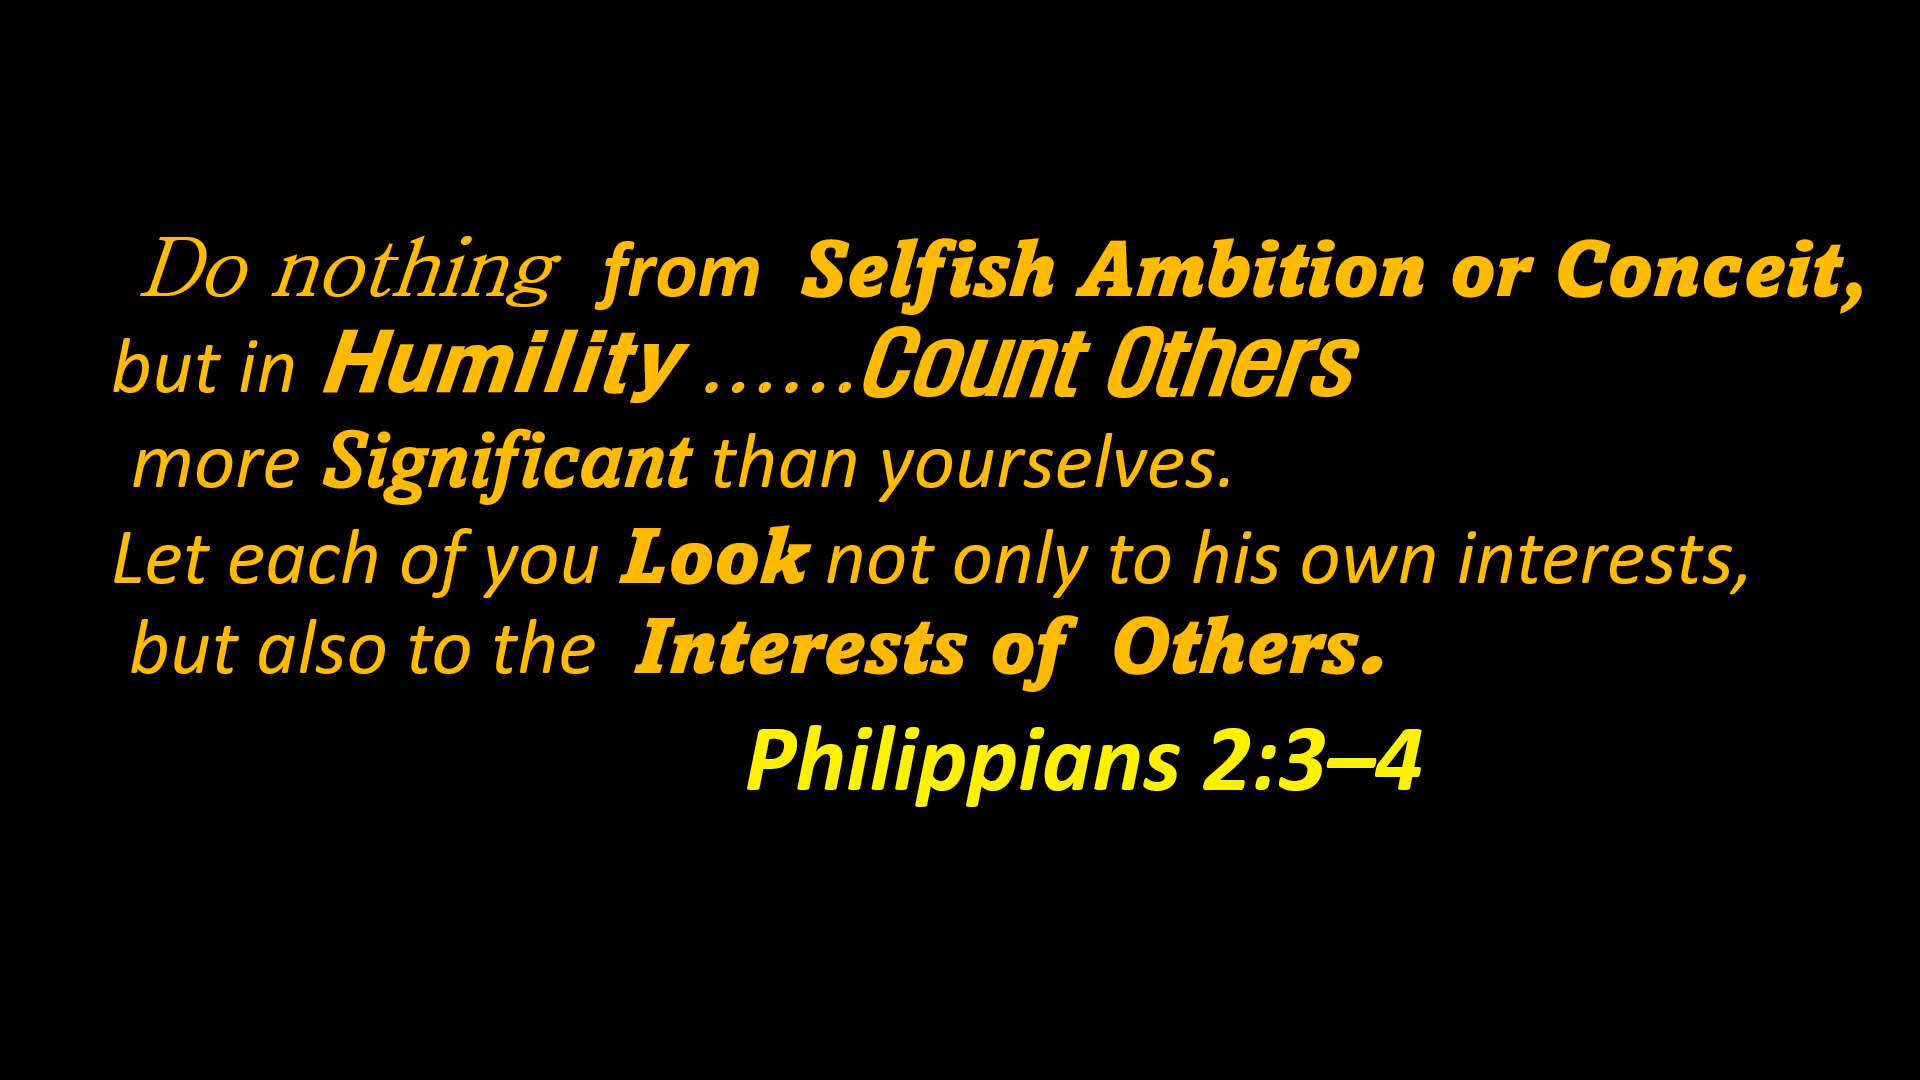 Do nothing from Selfish Ambition or Conceit,
but in Humility ......Count Others
more Significant than yourselves.
Let each of you Look not only to his own interests,
but also to the Interests of Others.
Philippians 2:3–4